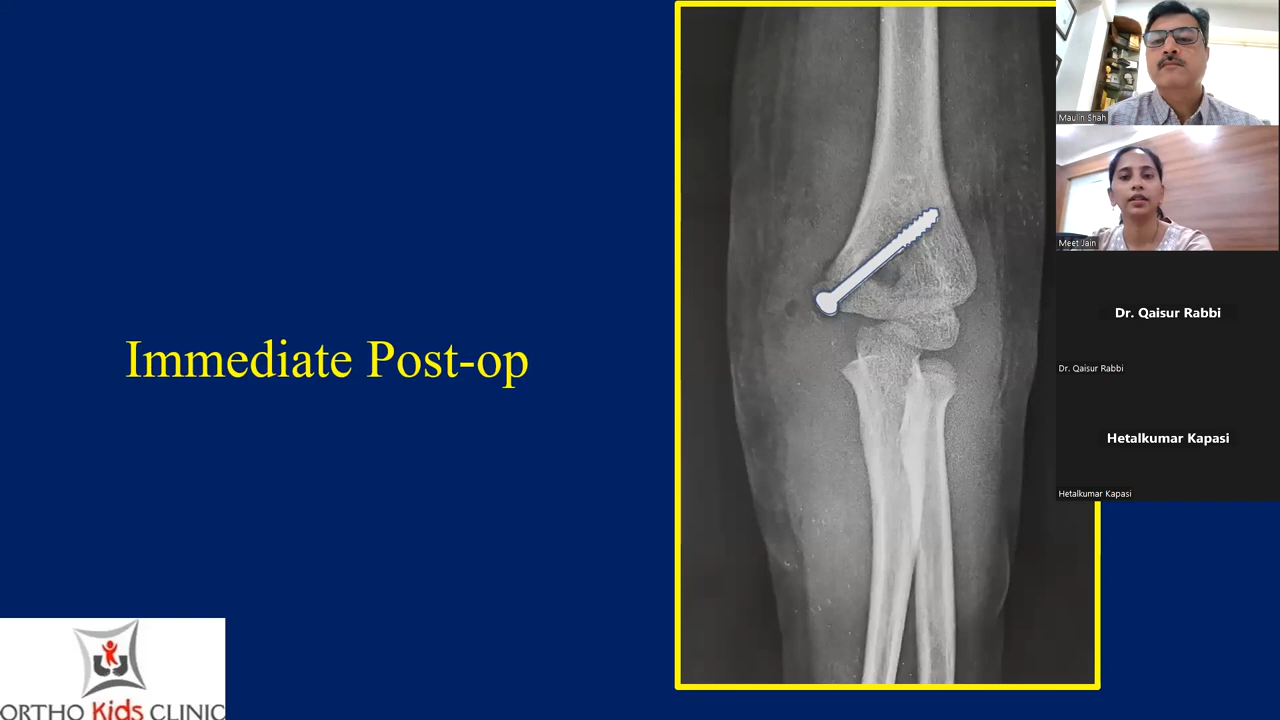 Immediate Post-op
ORTHO Kids CLINIC
Maulin Shah
Meet Jain
Dr. Qaisur Rabbi
Dr. Qaisur Rabbi
Hetalkumar Kapasi
Hetalkumar Kapasi